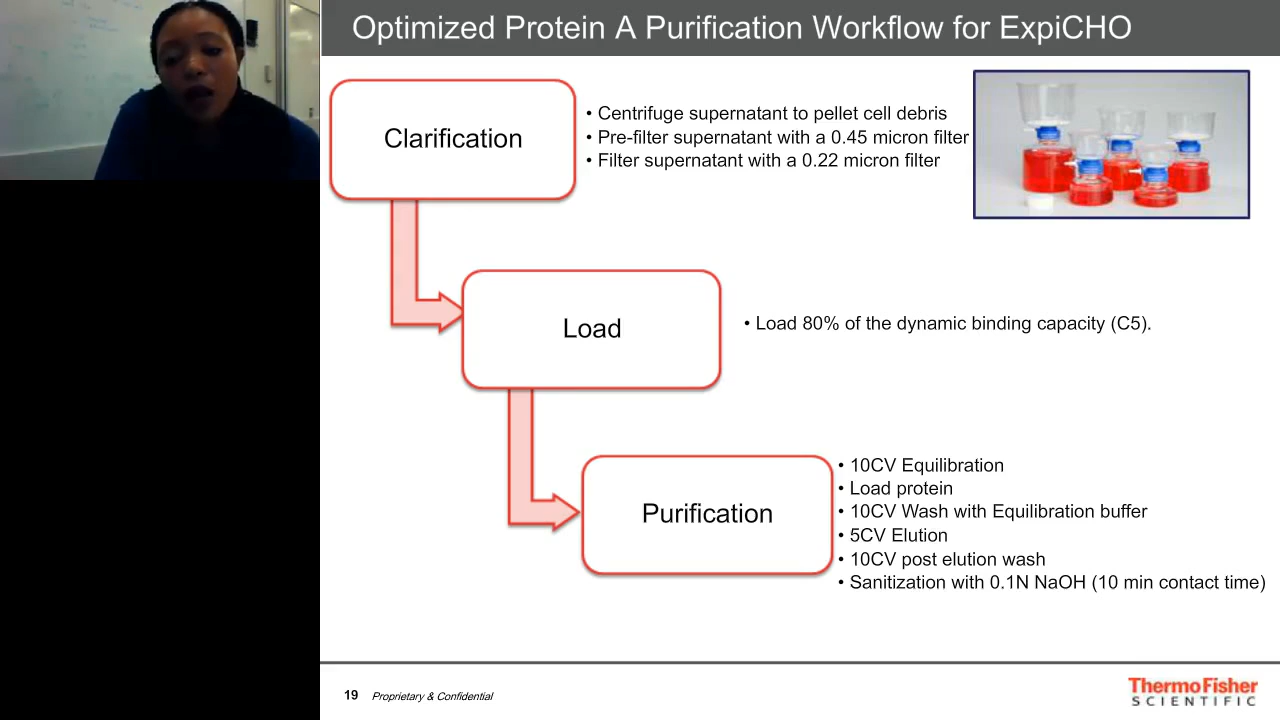 Optimized Protein A Purification Workflow for ExpiCHO
Clarification
• Centrifuge supernatant to pellet cell debris
• Pre-filter supernatant with a 0.45 micron filter
• Filter supernatant with a 0.22 micron filter
Load
• Load 80% of the dynamic binding capacity (C5).
Purification
• 10CV Equilibration
• Load protein
• 10CV Wash with Equilibration buffer
• 5CV Elution
• 10CV post elution wash
• Sanitization with 0.1N NaOH (10 min contact time)
19 Proprietary & Confidential
ThermoFisher
SCIENTIFIC